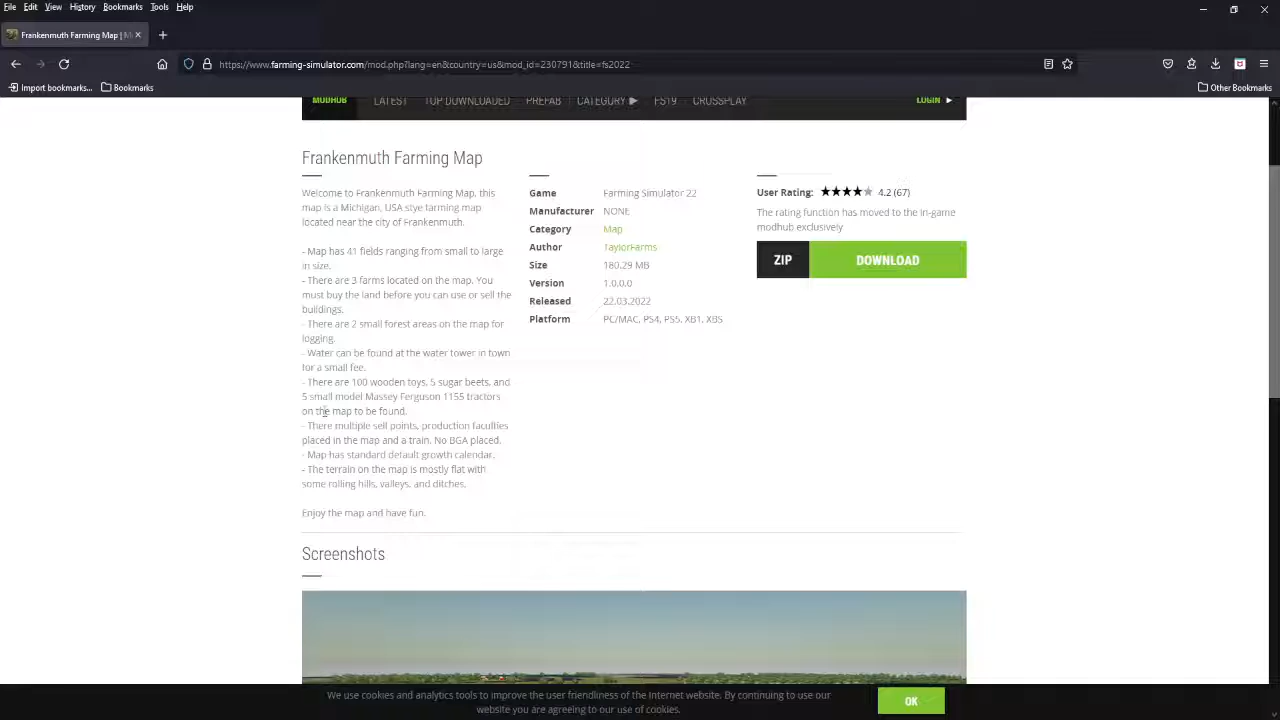 File Edit View History Bookmarks Tools Help
Frankenmuth Farming Map | M
https://www.farming-simulator.com/mod.php?lang=en&country=us&mod_id=230791&title=fs2022
Import bookmarks... Bookmarks
Other Bookmarks
MODHUB LATEST TOP DOWNLOADED PREFAB CATEGORY FS19 CROSSPLAY LOGIN
Frankenmuth Farming Map
Welcome to Frankenmuth Farming Map, this
map is a Michigan, USA stye farming map
located near the city of Frankenmuth.
- Map has 41 fields ranging from small to large
in size.
- There are 3 farms located on the map. You
must buy the land before you can use or sell the
buildings.
- There are 2 small forest areas on the map for
logging.
- Water can be found at the water tower in town
for a small fee.
- There are 100 wooden toys, 5 sugar beets, and
5 small model Massey Ferguson 1155 tractors
on the map to be found.
- There multiple sell points, production faculties
placed in the map and a train. No BGA placed.
- Map has standard default growth calendar.
- The terrain on the map is mostly flat with
some rolling hills, valleys, and ditches.
Enjoy the map and have fun.
Game Farming Simulator 22
Manufacturer NONE
Category Map
Author TaylorFarms
Size 180.29 MB
Version 1.0.0.0
Released 22.03.2022
Platform PC/MAC, PS4, PS5, XB1, XBS
User Rating: 4.2 (67)
The rating function has moved to the in-game
modhub exclusively
ZIP DOWNLOAD
Screenshots
We use cookies and analytics tools to improve the user friendliness of the Internet website. By continuing to use our
website you are agreeing to our use of cookies.
OK